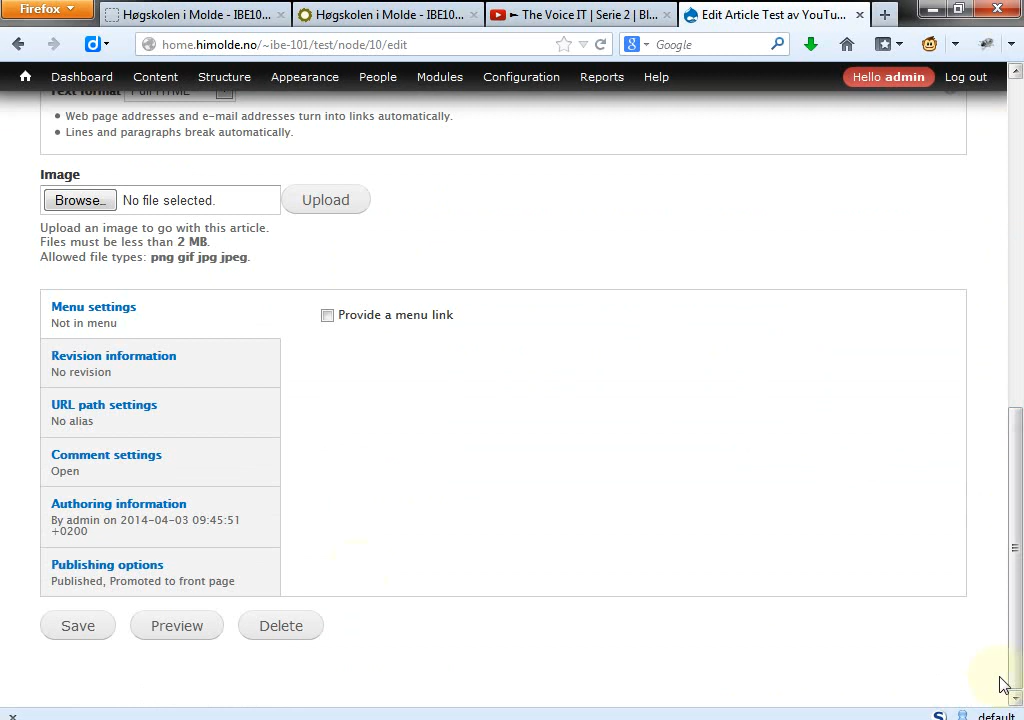 Firefox
Høgskolen i Molde - IBE10...
Høgskolen i Molde - IBE10...
► The Voice IT | Serie 2 | Bl...
Edit Article Test av YouTu...
home.himolde.no/~ibe-101/test/node/10/edit
Google
Dashboard Content Structure Appearance People Modules Configuration Reports Help Hello admin Log out
Text format Full HTML
Web page addresses and e-mail addresses turn into links automatically.
Lines and paragraphs break automatically.
Image
Browse... No file selected. Upload
Upload an image to go with this article.
Files must be less than 2 MB.
Allowed file types: png gif jpg jpeg.
Menu settings
Not in menu
Provide a menu link
Revision information
No revision
URL path settings
No alias
Comment settings
Open
Authoring information
By admin on 2014-04-03 09:45:51
+0200
Publishing options
Published, Promoted to front page
Save Preview Delete
default